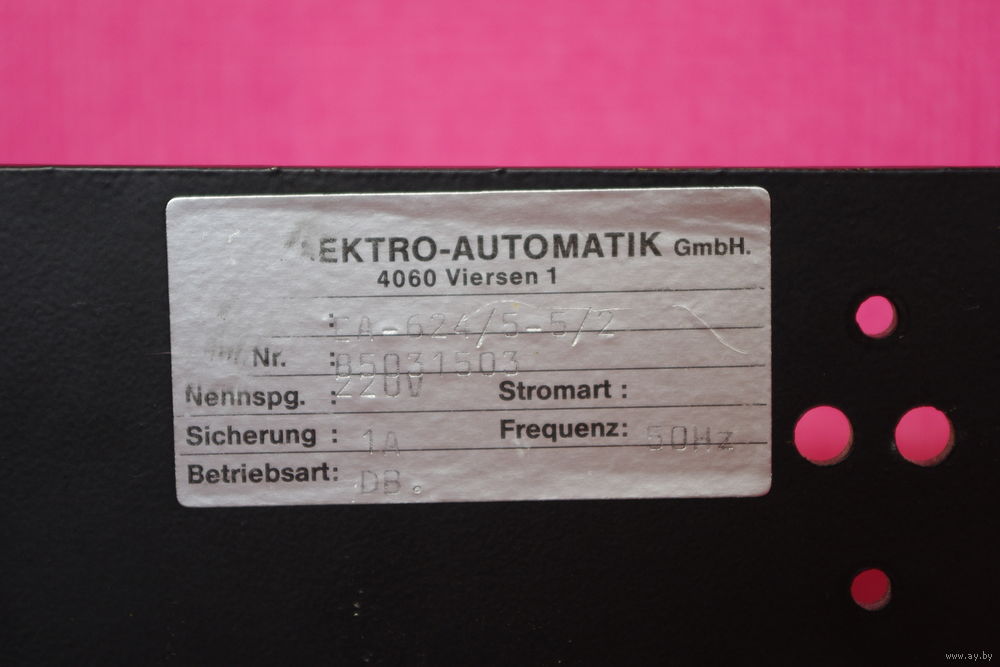 EKTRO-AUTOMATIK GmbH.
4060 Viersen 1
: EA-624/5-5/2
Nr. : 85031503
Nennspg. : 220V Stromart :
Sicherung : 1A Frequenz: 50Hz
Betriebsart: DB.
www.ay.by